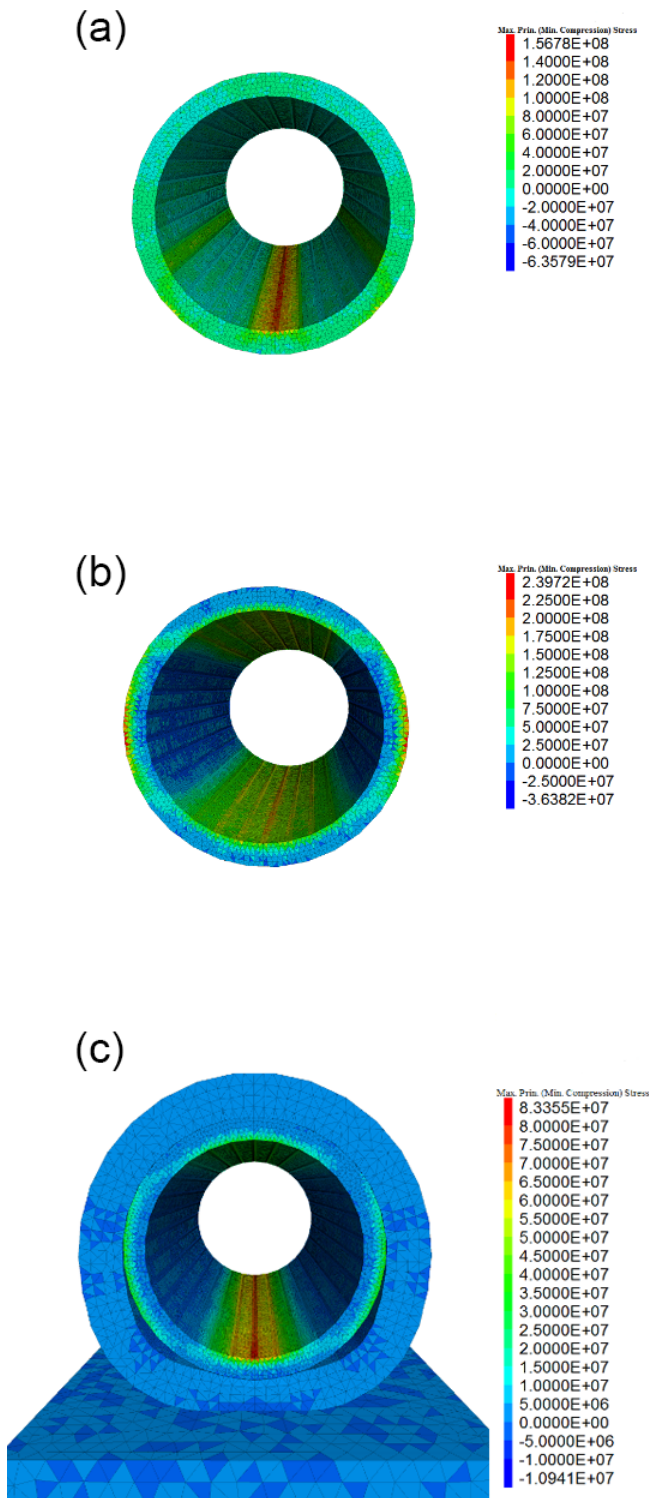 (a)
Max. Prin. (Min. Compression) Stress
1.5678E+08
1.4000E+08
1.2000E+08
1.0000E+08
8.0000E+07
6.0000E+07
4.0000E+07
2.0000E+07
0.0000E+00
-2.0000E+07
-4.0000E+07
-6.0000E+07
-6.3579E+07
(b)
Max. Prin. (Min. Compression) Stress
2.3972E+08
2.2500E+08
2.0000E+08
1.7500E+08
1.5000E+08
1.2500E+08
1.0000E+08
7.5000E+07
5.0000E+07
2.5000E+07
0.0000E+00
-2.5000E+07
-3.6382E+07
(c)
Max. Prin. (Min. Compression) Stress
8.3355E+07
8.0000E+07
7.5000E+07
7.0000E+07
6.5000E+07
6.0000E+07
5.5000E+07
5.0000E+07
4.5000E+07
4.0000E+07
3.5000E+07
3.0000E+07
2.5000E+07
2.0000E+07
1.5000E+07
1.0000E+07
5.0000E+06
0.0000E+00
-5.0000E+06
-1.0000E+07
-1.0941E+07